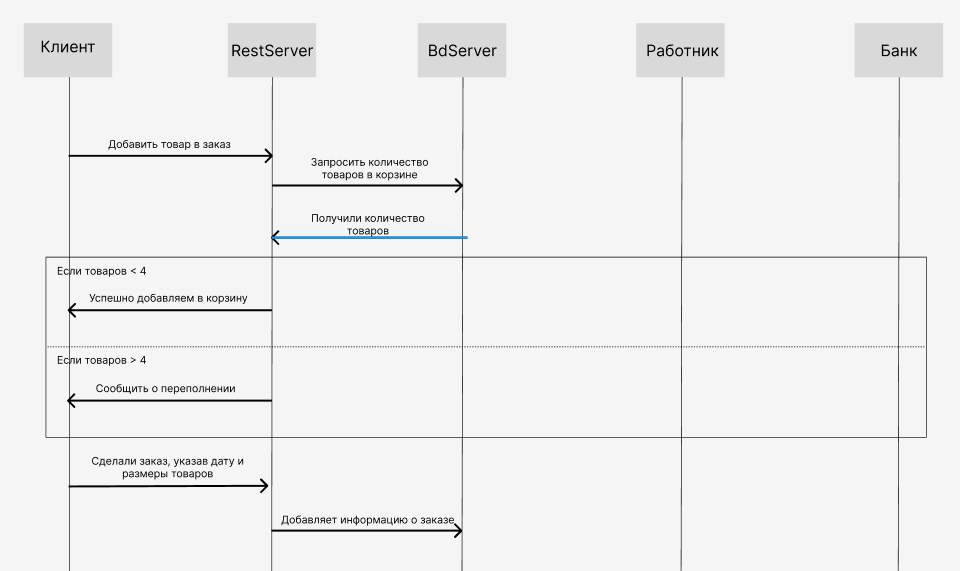 Клиент
RestServer
BdServer
Работник
Банк
Добавить товар в заказ
Запросить количество
товаров в корзине
Получили количество
товаров
Если товаров < 4
Успешно добавляем в корзину
Если товаров > 4
Сообщить о переполнении
Сделали заказ, указав дату и
размеры товаров
Добавляет информацию о заказе